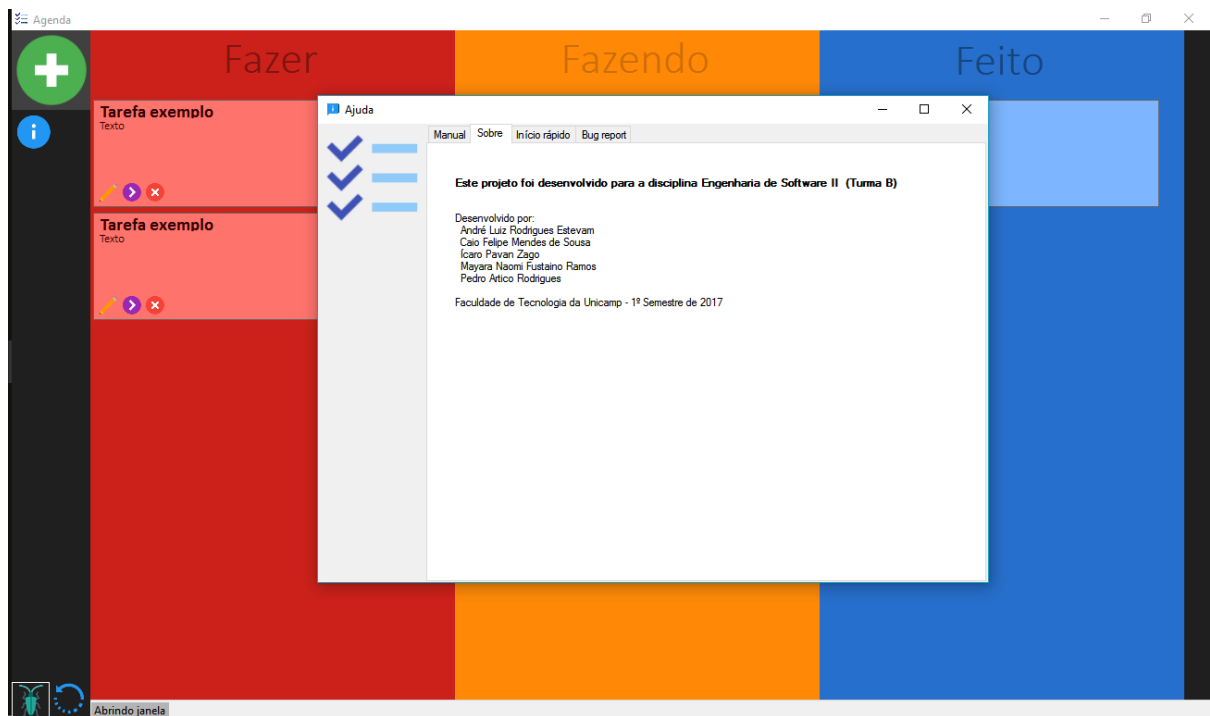 Agenda
Fazer
Fazendo
Feito
Tarefa exemplo
Texto
Tarefa exemplo
Texto
Ajuda
Manual Sobre Início rápido Bug report
Este projeto foi desenvolvido para a disciplina Engenharia de Software II (Turma B)
Desenvolvido por:
André Luiz Rodrigues Estevam
Caio Felipe Mendes de Sousa
Ícaro Pavan Zago
Mayara Naomi Fustaino Ramos
Pedro Artico Rodrigues
Faculdade de Tecnologia da Unicamp - 1º Semestre de 2017
Abrindo janela